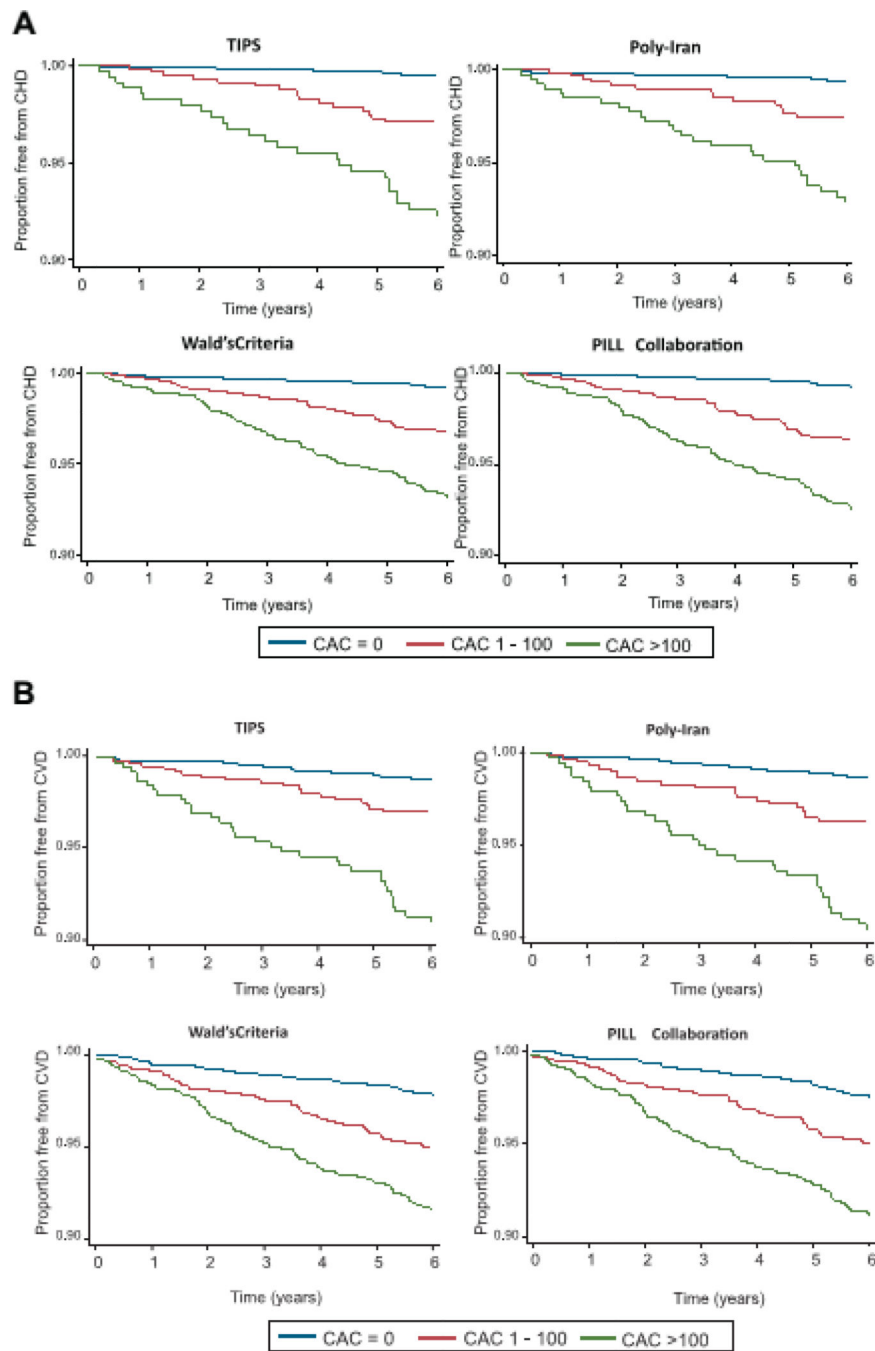 A
TIPS
Proportion free from CHD
1.00
0.95
0.90
0 1 2 3 4 5 6
Time (years)
Poly-Iran
Proportion free from CHD
1.00
0.95
0.90
0 1 2 3 4 5 6
Time (years)
Wald'sCriteria
Proportion free from CHD
1.00
0.95
0.90
0 1 2 3 4 5 6
Time (years)
PILL Collaboration
Proportion free from CHD
1.00
0.95
0.90
0 1 2 3 4 5 6
Time (years)
CAC = 0 CAC 1 - 100 CAC >100
B
TIPS
Proportion free from CVD
1.00
0.95
0.90
0 1 2 3 4 5 6
Time (years)
Poly-Iran
Proportion free from CVD
1.00
0.95
0.90
0 1 2 3 4 5 6
Time (years)
Wald'sCriteria
Proportion free from CVD
1.00
0.95
0.90
0 1 2 3 4 5 6
Time (years)
PILL Collaboration
Proportion free from CVD
1.00
0.95
0.90
0 1 2 3 4 5 6
Time (years)
CAC = 0 CAC 1 - 100 CAC >100